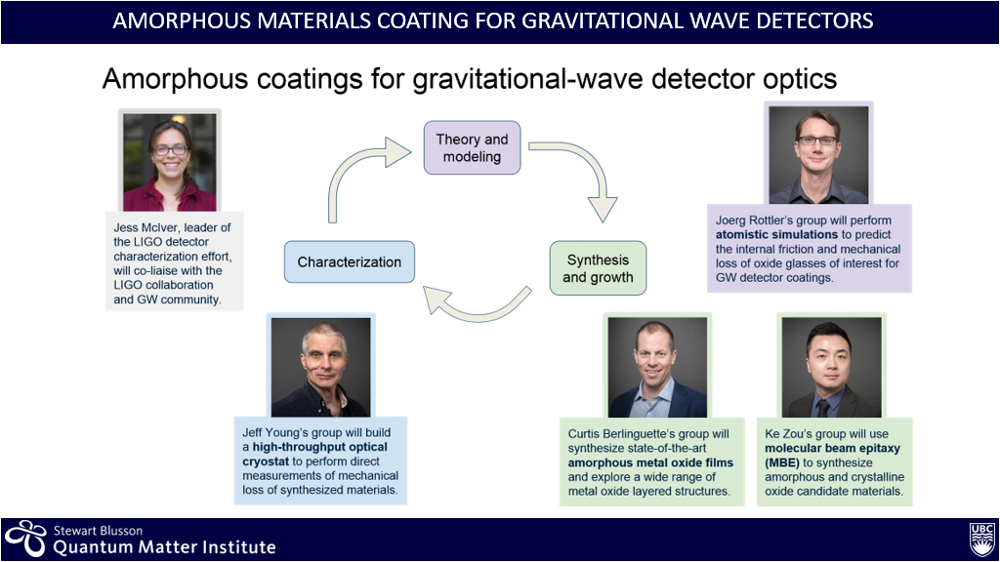 AMORPHOUS MATERIALS COATING FOR GRAVITATIONAL WAVE DETECTORS
Amorphous coatings for gravitational-wave detector optics
Theory and
modeling
Jess McIver, leader of
the LIGO detector
characterization effort,
will co-liaise with the
LIGO collaboration
and GW community.
Characterization
Synthesis
and growth
Joerg Rottler's group will perform
atomistic simulations to predict
the internal friction and mechanical
loss of oxide glasses of interest for
GW detector coatings.
Jeff Young's group will build
a high-throughput optical
cryostat to perform direct
measurements of mechanical
loss of synthesized materials.
Curtis Berlinguette's group will
synthesize state-of-the-art
amorphous metal oxide films
and explore a wide range of
metal oxide layered structures.
Ke Zou's group will use
molecular beam epitaxy
(MBE) to synthesize
amorphous and crystalline
oxide candidate materials.
Stewart Blusson
Quantum Matter Institute
UBC